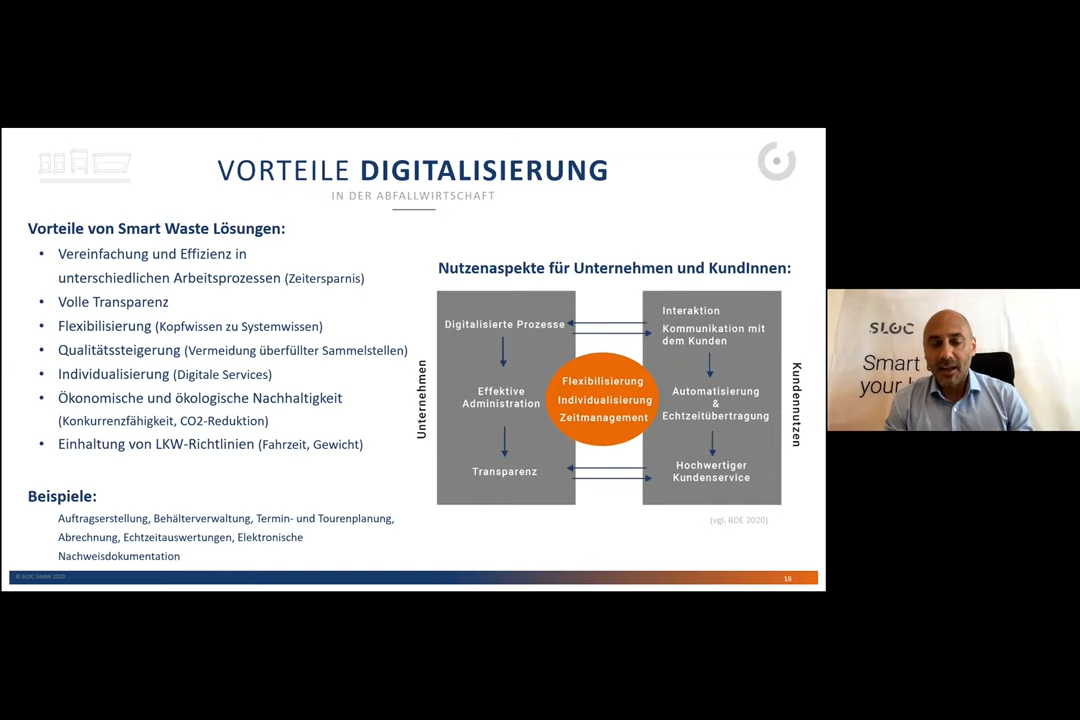 VORTEILE DIGITALISIERUNG
IN DER ABFALLWIRTSCHAFT
Vorteile von Smart Waste Lösungen:
• Vereinfachung und Effizienz in
unterschiedlichen Arbeitsprozessen (Zeitersparnis)
• Volle Transparenz
• Flexibilisierung (Kopfwissen zu Systemwissen)
• Qualitätssteigerung (Vermeidung überfüllter Sammelstellen)
• Individualisierung (Digitale Services)
• Ökonomische und ökologische Nachhaltigkeit
(Konkurrenzfähigkeit, CO2-Reduktion)
• Einhaltung von LKW-Richtlinien (Fahrzeit, Gewicht)
Beispiele:
Auftragserstellung, Behälterverwaltung, Termin- und Tourenplanung,
Abrechnung, Echtzeitauswertungen, Elektronische
Nachweisdokumentation
Nutzenaspekte für Unternehmen und KundInnen:
Unternehmen
Digitalisierte Prozesse
Effektive
Administration
Transparenz
Flexibilisierung
Individualisierung
Zeitmanagement
Interaktion
Kommunikation mit
dem Kunden
Automatisierung
&
Echtzeitübertragung
Hochwertiger
Kundenservice
Kundennutzen
(vgl. BDE 2020)
© SLOC GmbH 2020
18
SLOC
Smart
your